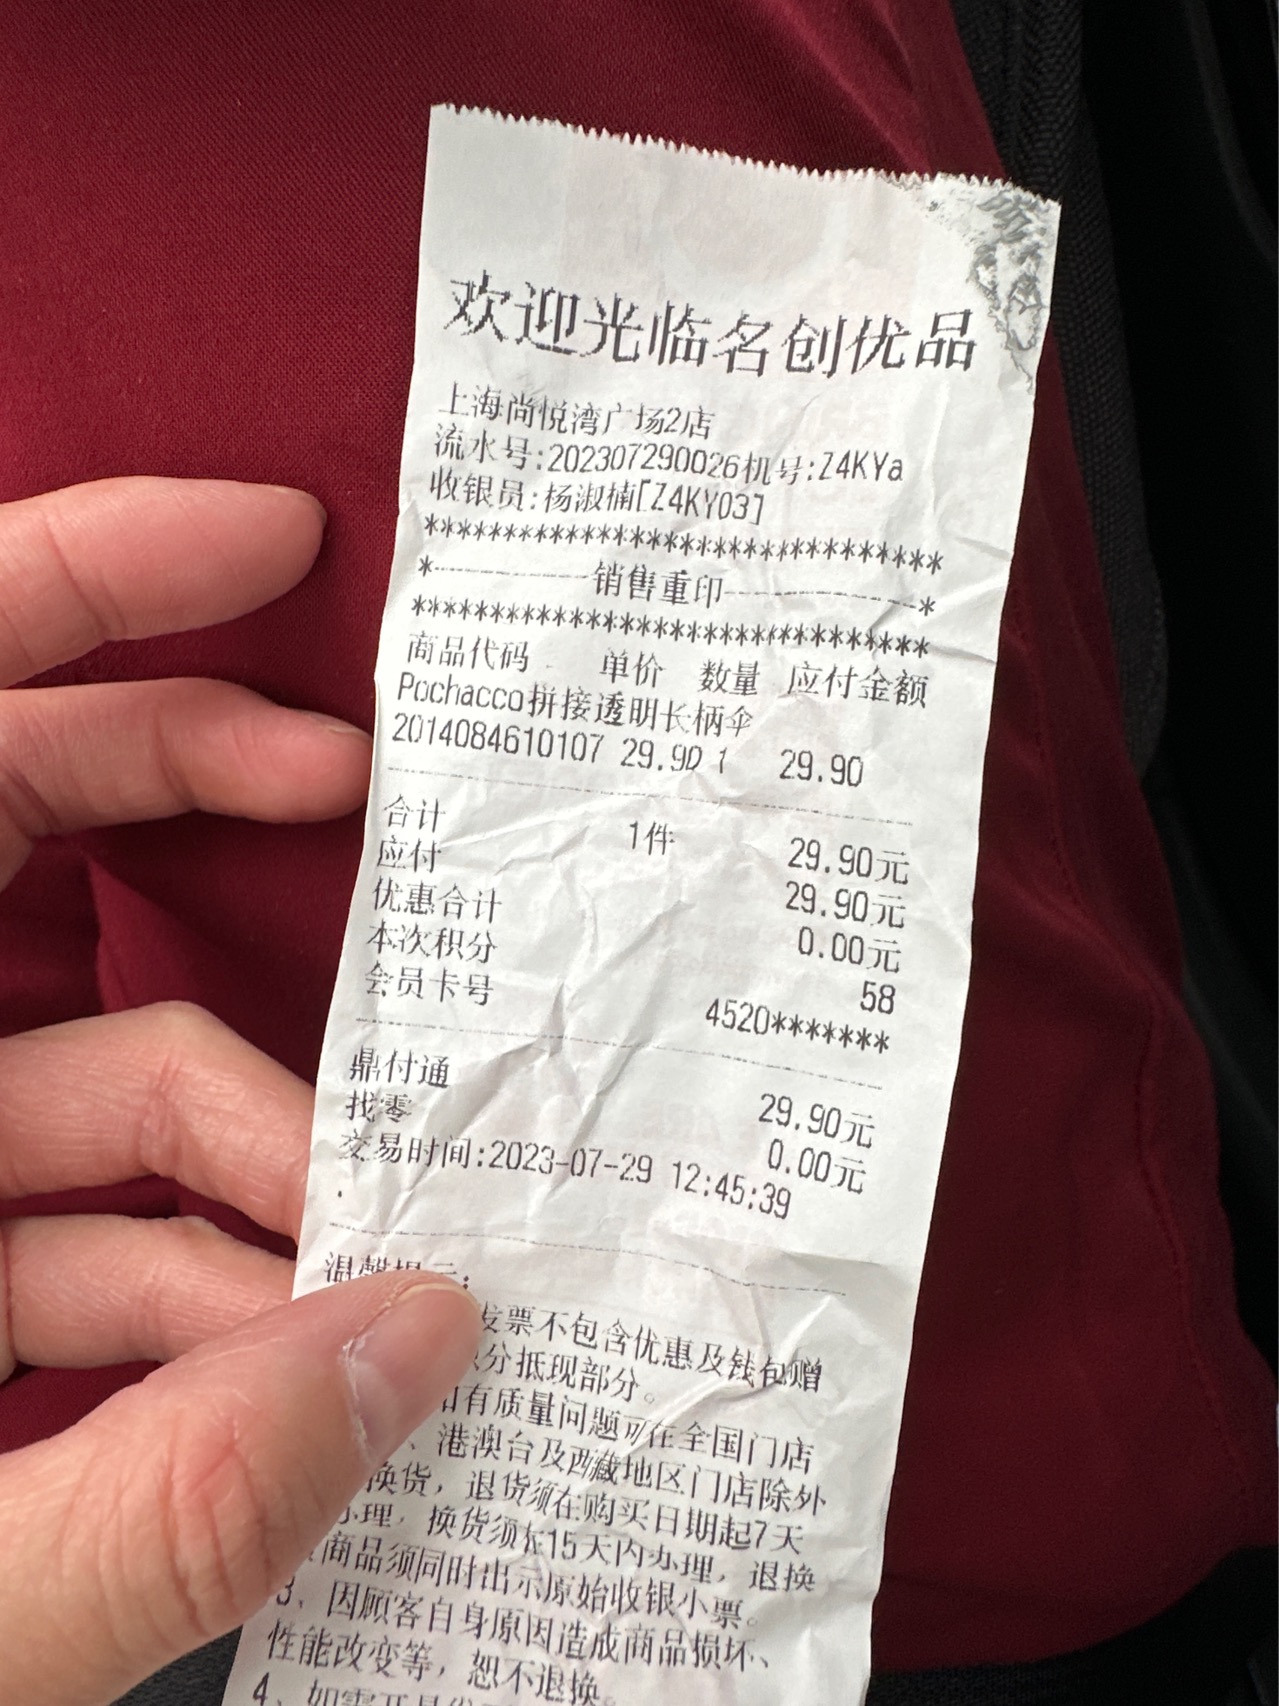 欢迎光临名创优品
上海尚悦湾广场2店
流水号:202307290026机号:Z4KYa
收银员:杨淑楠[Z4KY03]
*********************************
*----------销售重印------------*
*********************************
商品代码 单价 数量 应付金额
Pochacco拼接透明长柄伞
2014084610107 29.90 1 29.90
合计 1件 29.90元
应付 29.90元
优惠合计 0.00元
本次积分 58
会员卡号 4520*******
鼎付通 29.90元
找零 0.00元
交易时间:2023-07-29 12:45:39
.
温馨提示:
发票不包含优惠及钱包赠
分抵现部分。
有质量问题可在全国门店
、港澳台及西藏地区门店除外
换货，退货须在购买日期起7天
办理，换货须在15天内办理，退换
商品须同时出示原始收银小票。
3、因顾客自身原因造成商品损坏、
性能改变等，恕不退换。
4、如需开具发